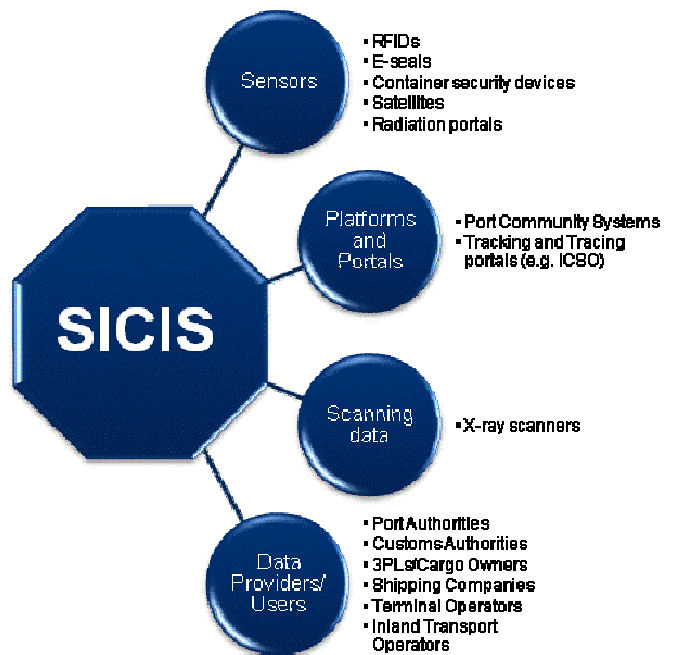 Sensors
• RFIDs
• E-seals
• Container security devices
• Satellites
• Radiation portals
Platforms
and
Portals
• Port Community Systems
• Tracking and Tracing
portals (e.g. ICSO)
SICIS
Scanning
data
• X-ray scanners
Data
Providers/
Users
• Port Authorities
• Customs Authorities
• 3PLs/Cargo Owners
• Shipping Companies
• Terminal Operators
• Inland Transport
Operators